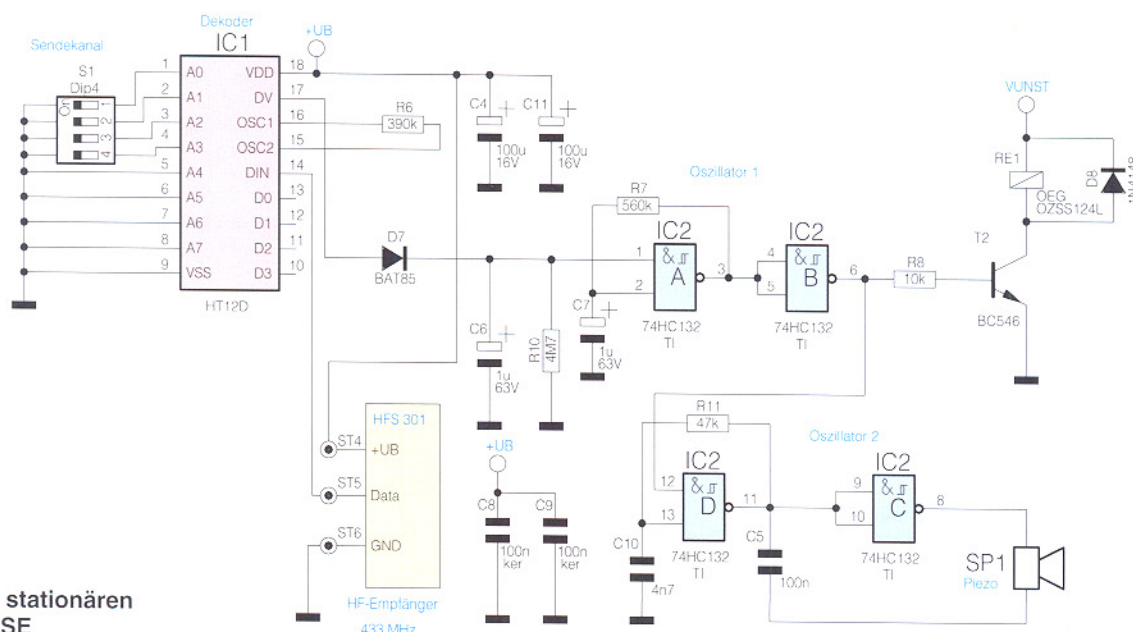 Sendekanal
S1
Dip4
On
1
2
3
4
Dekoder
IC1
1 A0 VDD 18
2 A1 DV 17
3 A2 OSC1 16
4 A3 OSC2 15
5 A4 DIN 14
6 A5 D0 13
7 A6 D1 12
8 A7 D2 11
9 VSS D3 10
HT12D
+UB
R6
390k
C4 +
100u
16V
C11 +
100u
16V
D7
BAT85
C6 +
1u
63V
R10
4M7
Oszillator 1
R7
560k
C7 +
1u
63V
IC2
1
2
&
A
3
74HC132
TI
IC2
4
5
&
B
6
74HC132
TI
R8
10k
VUNST
RE1
OEG
OZSS124L
D8
1N4148
T2
BC546
HFS 301
ST4 +UB
ST5 Data
ST6 GND
HF-Empfänger
433 MHz
+UB
C8
100n
ker
C9
100n
ker
R11
47k
Oszillator 2
IC2
12
13
&
D
11
74HC132
TI
C10
4n7
C5
100n
IC2
9
10
&
C
8
74HC132
TI
SP1
Piezo
stationären
SE